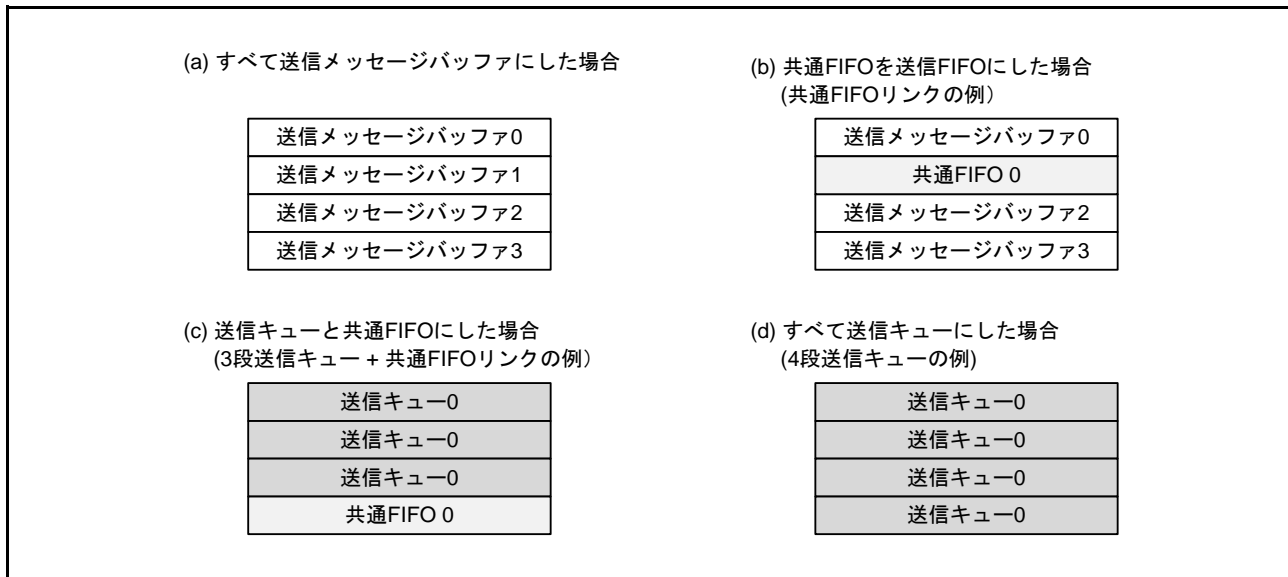 (a) すべて送信メッセージバッファにした場合
送信メッセージバッファ0
送信メッセージバッファ1
送信メッセージバッファ2
送信メッセージバッファ3
(b) 共通FIFOを送信FIFOにした場合
(共通FIFOリンクの例）
送信メッセージバッファ0
共通FIFO 0
送信メッセージバッファ2
送信メッセージバッファ3
(c) 送信キューと共通FIFOにした場合
(3段送信キュー + 共通FIFOリンクの例）
送信キュー0
送信キュー0
送信キュー0
共通FIFO 0
(d) すべて送信キューにした場合
(4段送信キューの例)
送信キュー0
送信キュー0
送信キュー0
送信キュー0